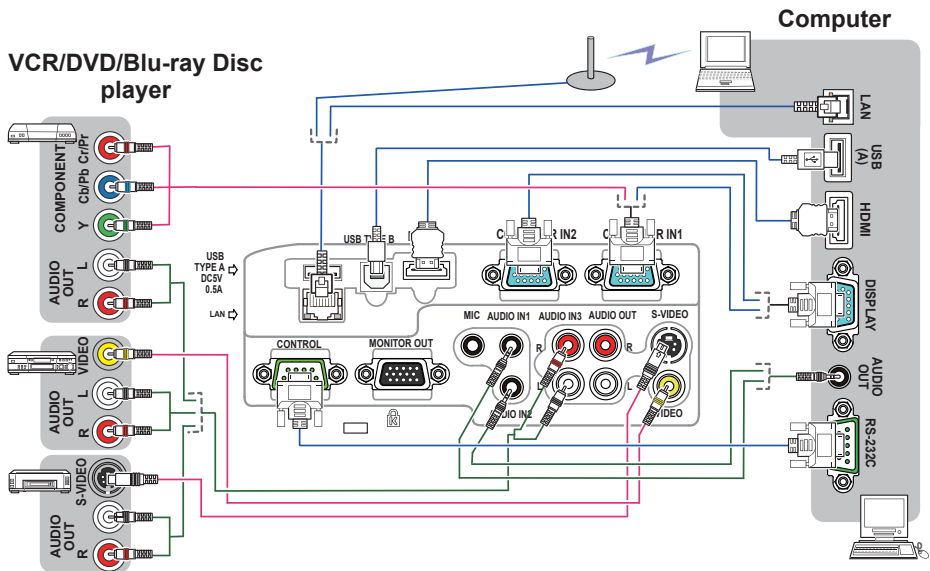 Computer
VCR/DVD/Blu-ray Disc
player
COMPONENT
Y Cb/Pb Cr/Pr
AUDIO
OUT
R L
VIDEO
AUDIO
OUT
R L
S-VIDEO
AUDIO
OUT
R
USB
TYPE A
DC5V
0.5A
LAN
USB
B
IN2
IN1
CONTROL
MONITOR OUT
MIC
AUDIO IN1
AUDIO IN3
AUDIO OUT
S-VIDEO
R
R
L
L
K
LAN
USB
(A)
HDMI
DISPLAY
AUDIO
OUT
RS-232C